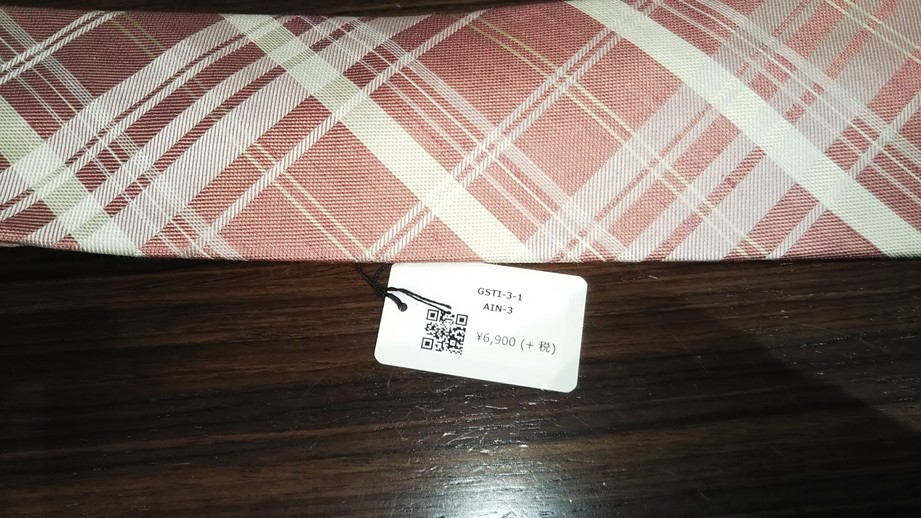 GSTI-3-1
AIN-3
¥6,900 (+ 税)